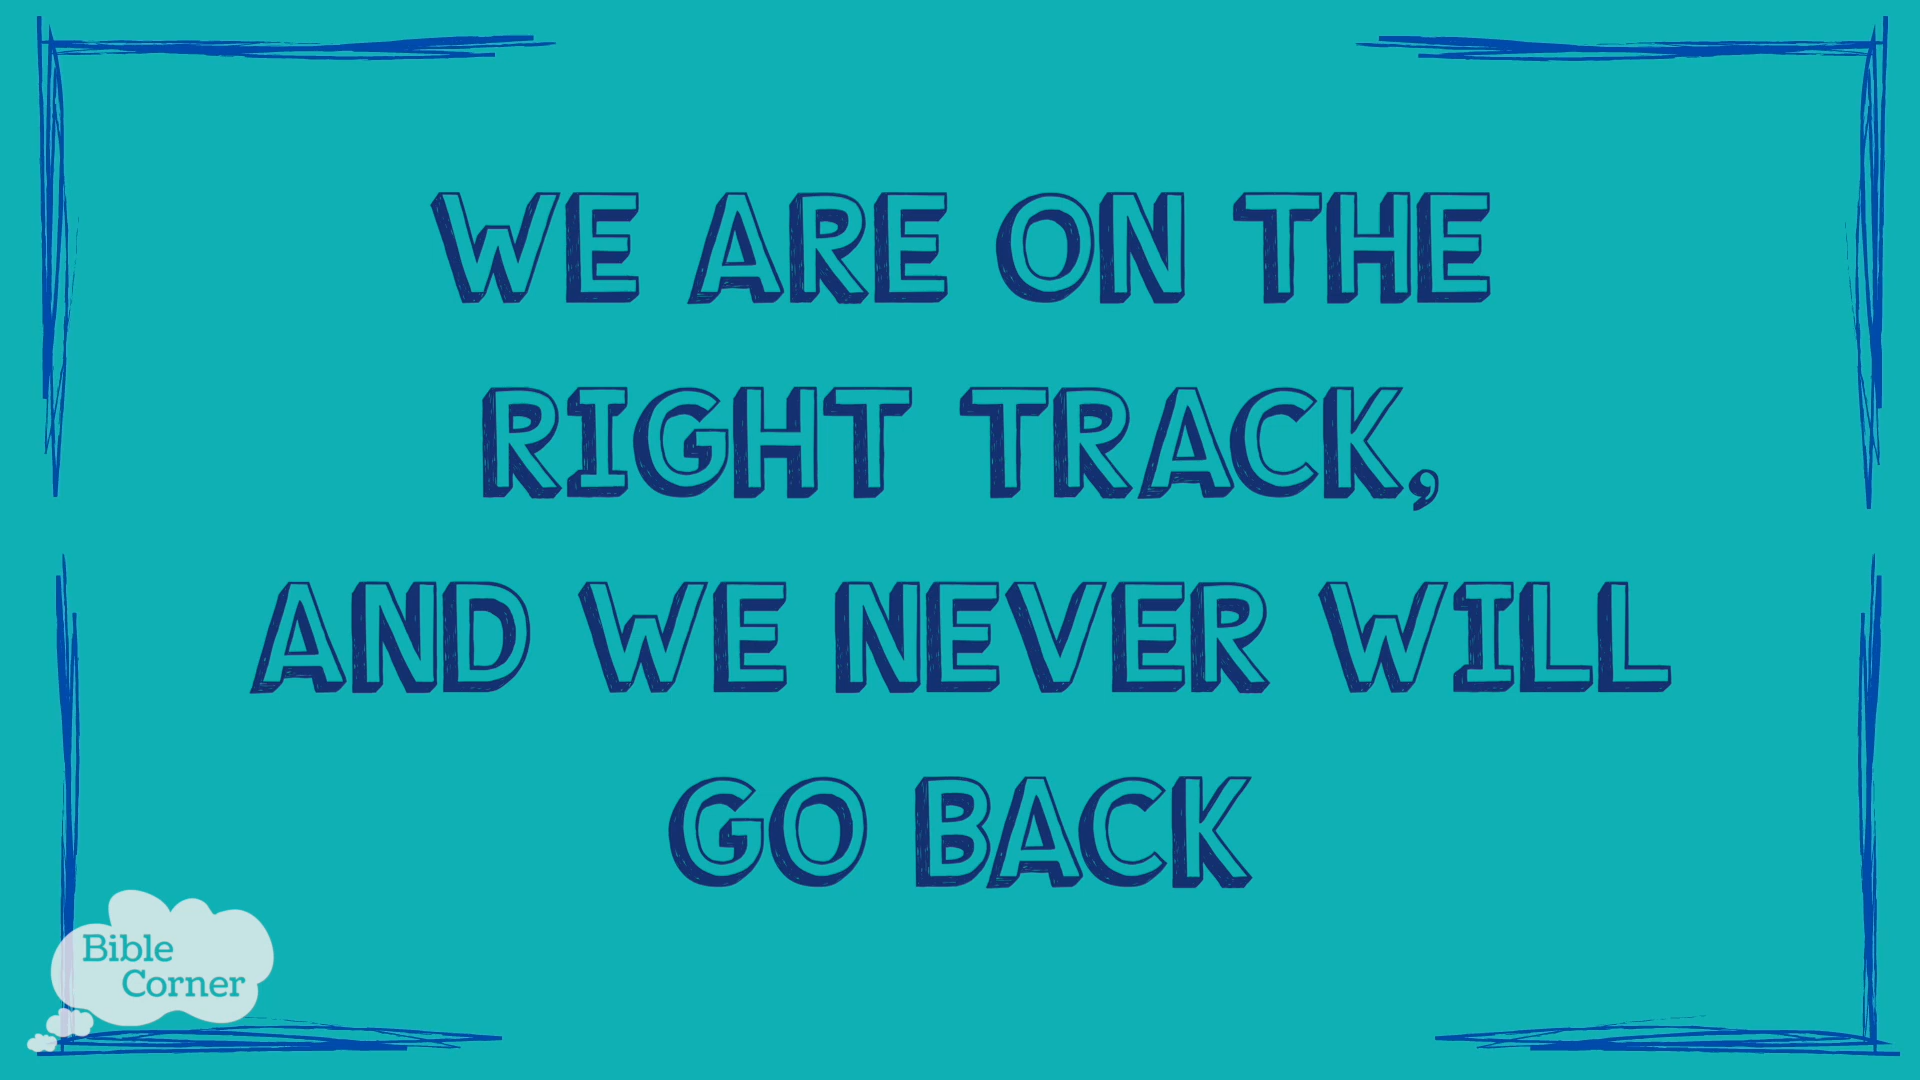 WE ARE ON THE
RIGHT TRACK,
AND WE NEVER WILL
GO BACK
Bible
Corner